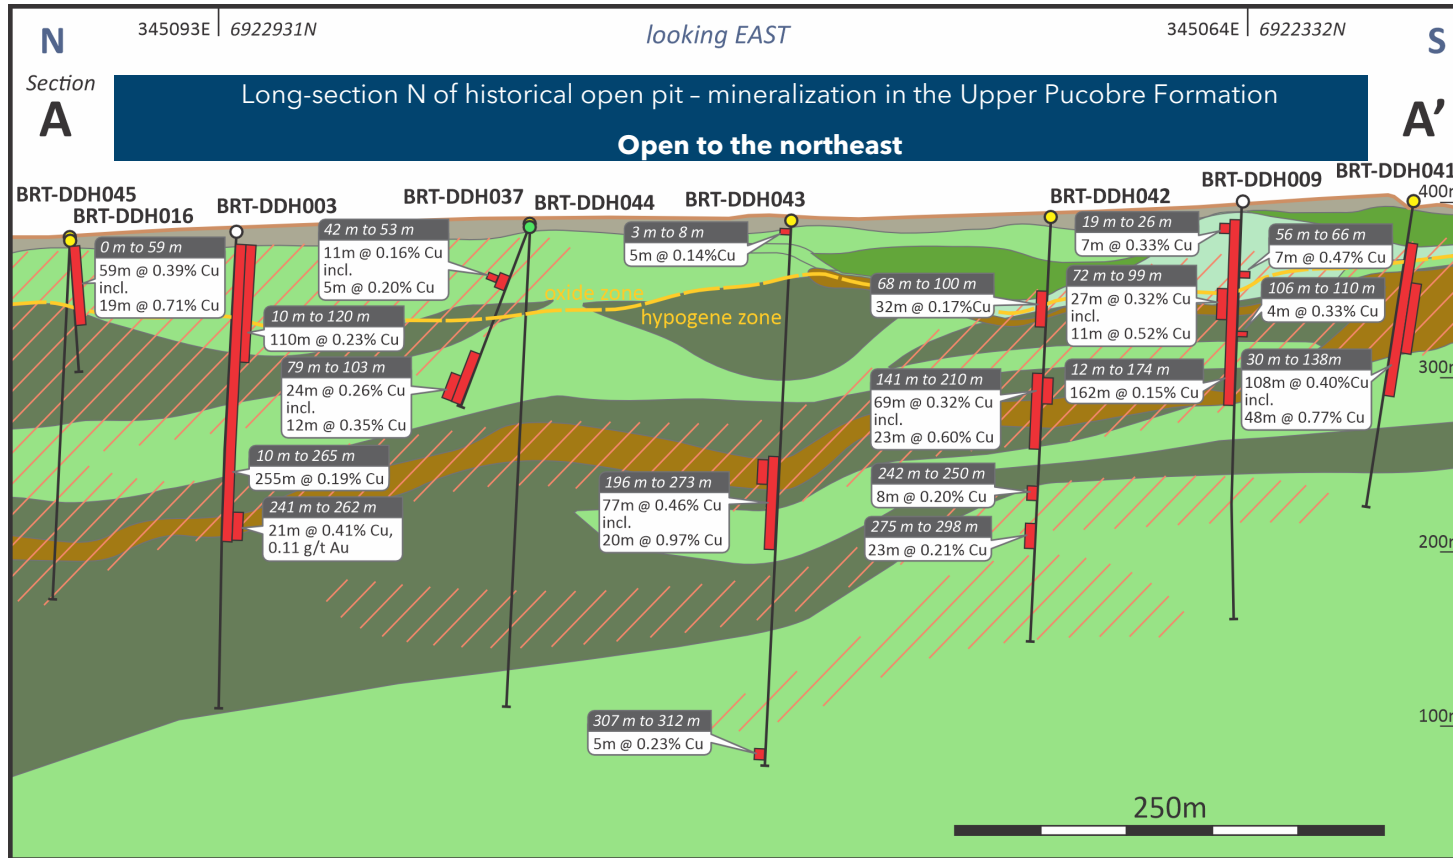 N
345093E
6922931N
looking EAST
345064E
6922332N
S
Section
A
A’
Long-section N of historical open pit – mineralization in the Upper Pucobre Formation
Open to the northeast
BRT-DDH045
BRT-DDH016
BRT-DDH003
BRT-DDH037
BRT-DDH044
BRT-DDH043
BRT-DDH042
BRT-DDH009
BRT-DDH041
400m
0 m to 59 m
59m @ 0.39% Cu
incl.
19m @ 0.71% Cu
10 m to 120 m
110m @ 0.23% Cu
42 m to 53 m
11m @ 0.16% Cu
incl.
5m @ 0.20% Cu
79 m to 103 m
24m @ 0.26% Cu
incl.
12m @ 0.35% Cu
10 m to 265 m
255m @ 0.19% Cu
241 m to 262 m
21m @ 0.41% Cu,
0.11 g/t Au
oxide zone
hypogene zone
3 m to 8 m
5m @ 0.14%Cu
196 m to 273 m
77m @ 0.46% Cu
incl.
20m @ 0.97% Cu
307 m to 312 m
5m @ 0.23% Cu
68 m to 100 m
32m @ 0.17%Cu
141 m to 210 m
69m @ 0.32% Cu
incl.
23m @ 0.60% Cu
242 m to 250 m
8m @ 0.20% Cu
275 m to 298 m
23m @ 0.21% Cu
19 m to 26 m
7m @ 0.33% Cu
72 m to 99 m
27m @ 0.32% Cu
incl.
11m @ 0.52% Cu
12 m to 174 m
162m @ 0.15% Cu
56 m to 66 m
7m @ 0.47% Cu
106 m to 110 m
4m @ 0.33% Cu
30 m to 138m
108m @ 0.40%Cu
incl.
48m @ 0.77% Cu
300m
200m
100m
250m